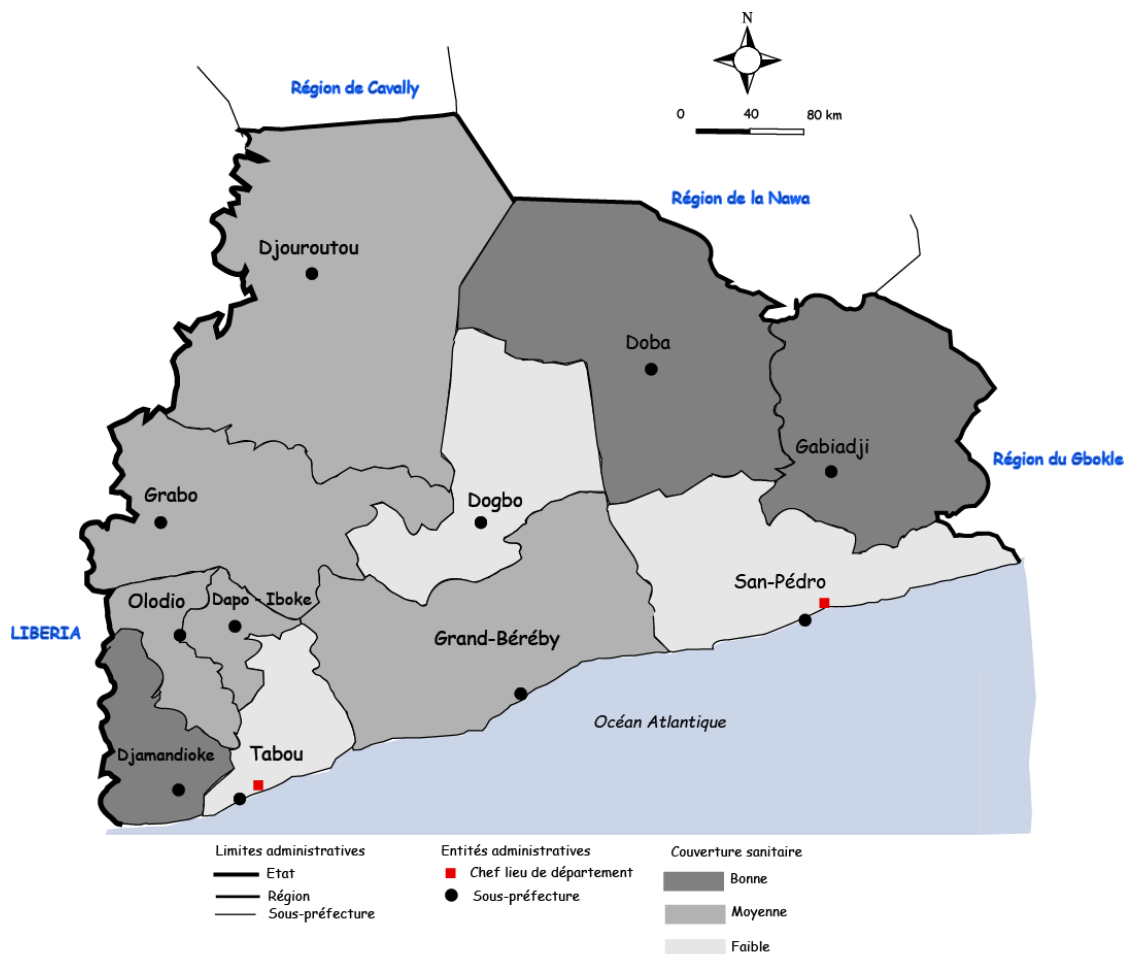 N
Région de Cavally
0 40 80 km
Région de la Nawa
Djouroutou
Doba
Gabiadji
Région du Gbokle
Grabo
Dogbo
San-Pédro
Olodio
Dapo - Iboke
LIBERIA
Grand-Béréby
Océan Atlantique
Djamandioke
Tabou
Limites administratives
Etat
Région
Sous-préfecture
Entités administratives
Chef lieu de département
Sous-préfecture
Couverture sanitaire
Bonne
Moyenne
Faible